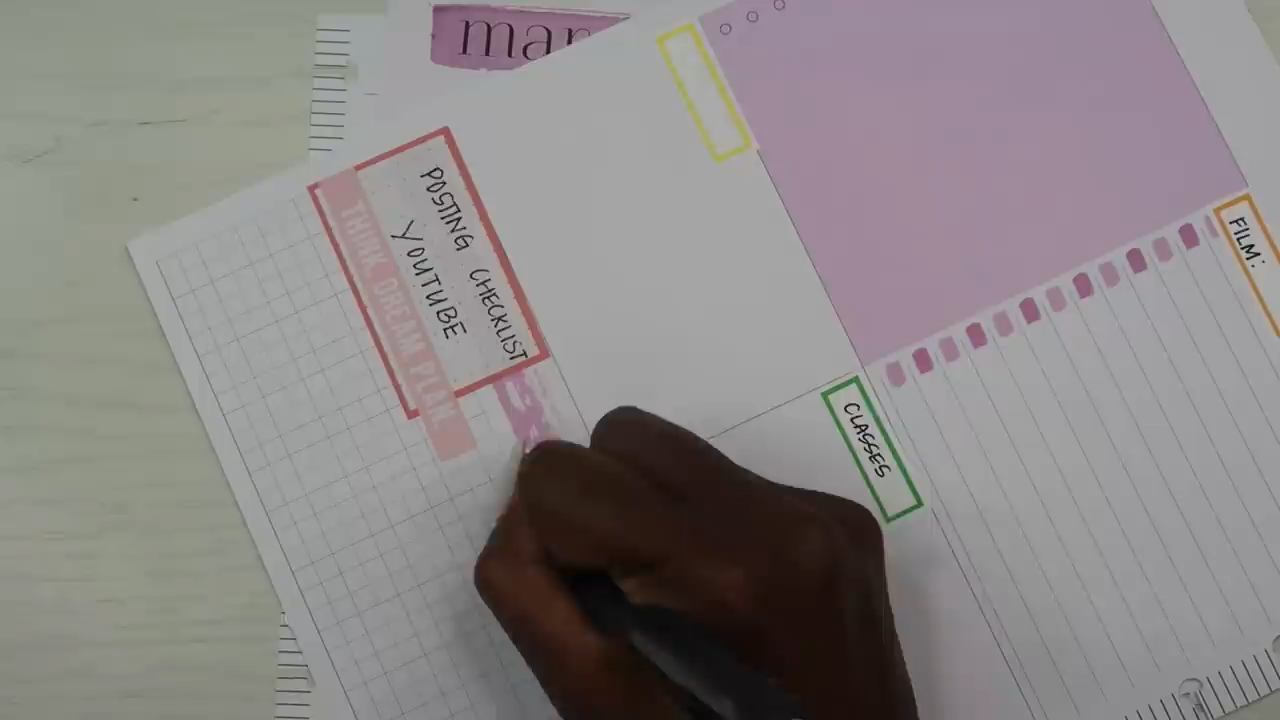 mar
POSTING CHECKLIST
YOUTUBE
THINK DREAM PLAN
CLASSES
FILM: